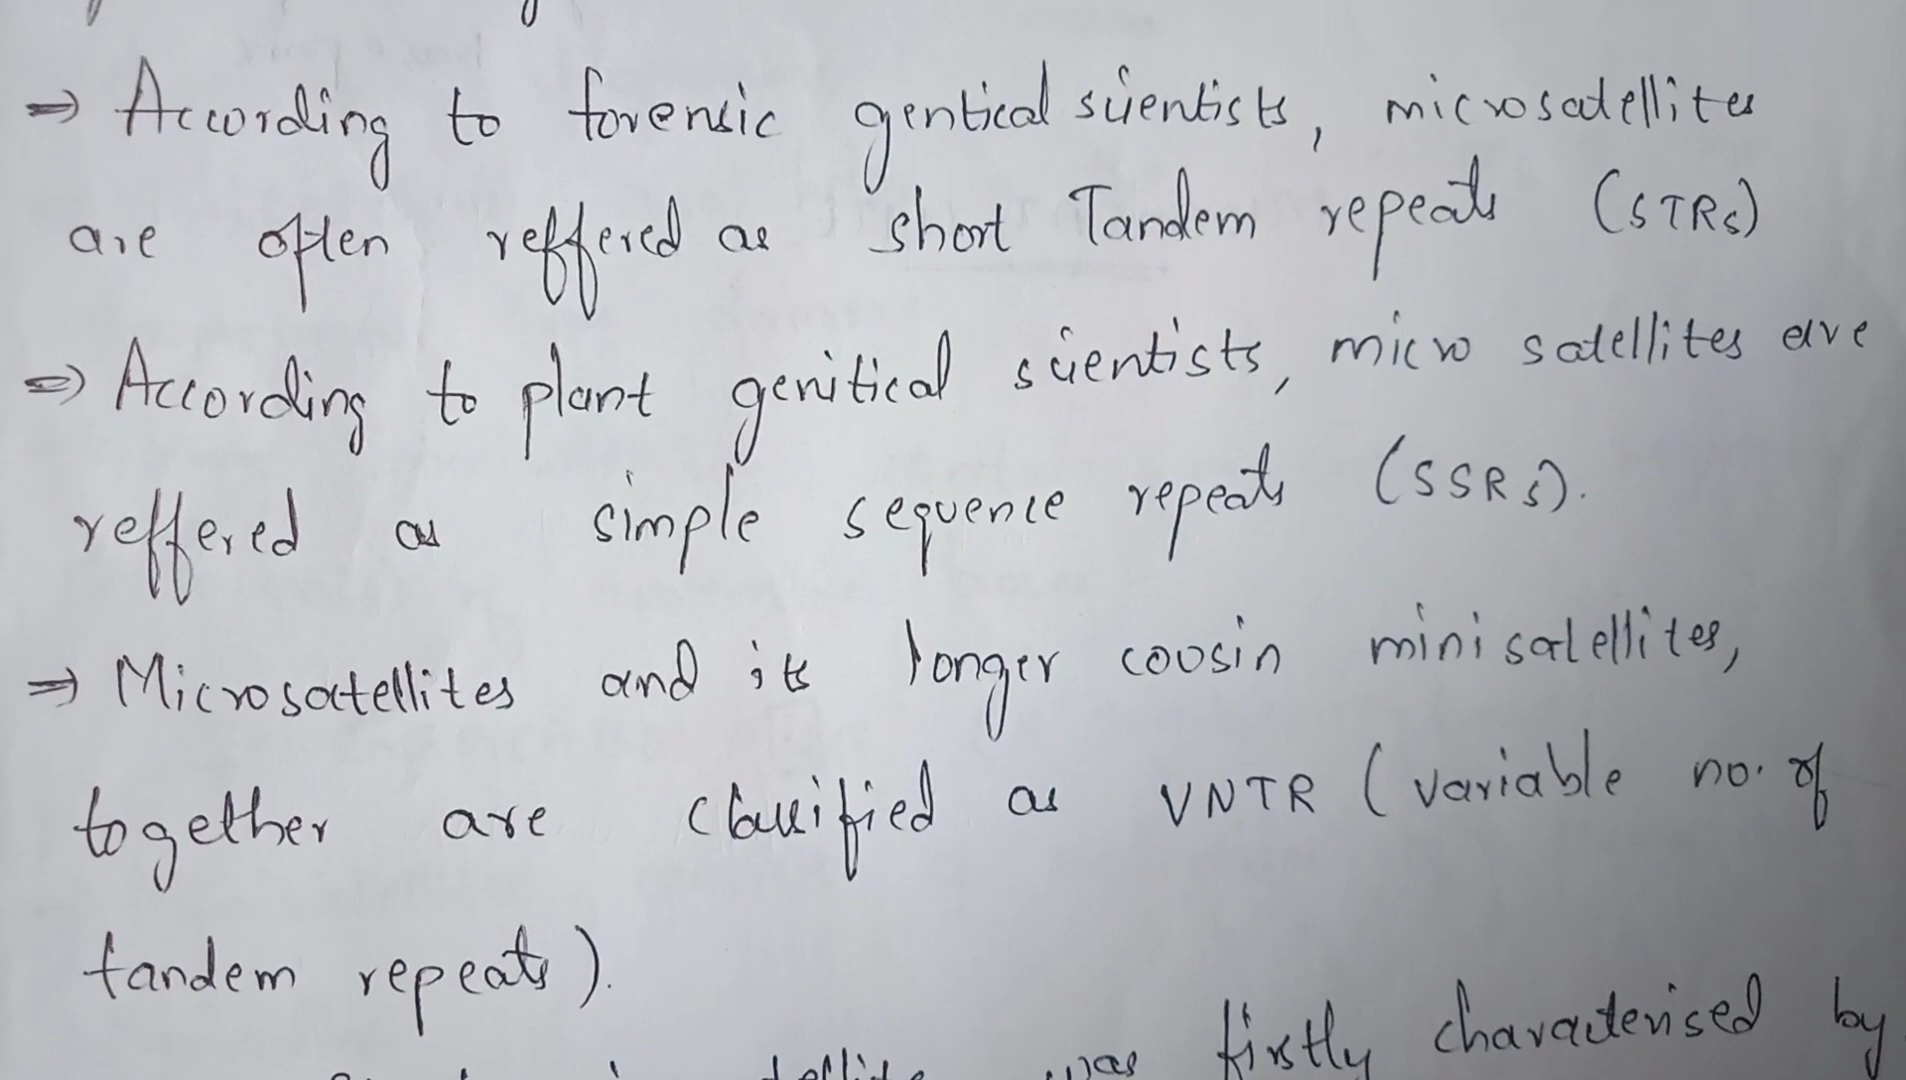 ⇒ According to forensic gentical scientists, microsatellites
are often reffered as short Tandem repeats (STRs)
⇒ According to plant genitical scientists, micro satellites are
reffered as simple sequence repeats (SSRs).
⇒ Microsatellites and its longer cousin minisatellites,
together are classified as VNTR (variable no. of
tandem repeats).
was firstly characterised by